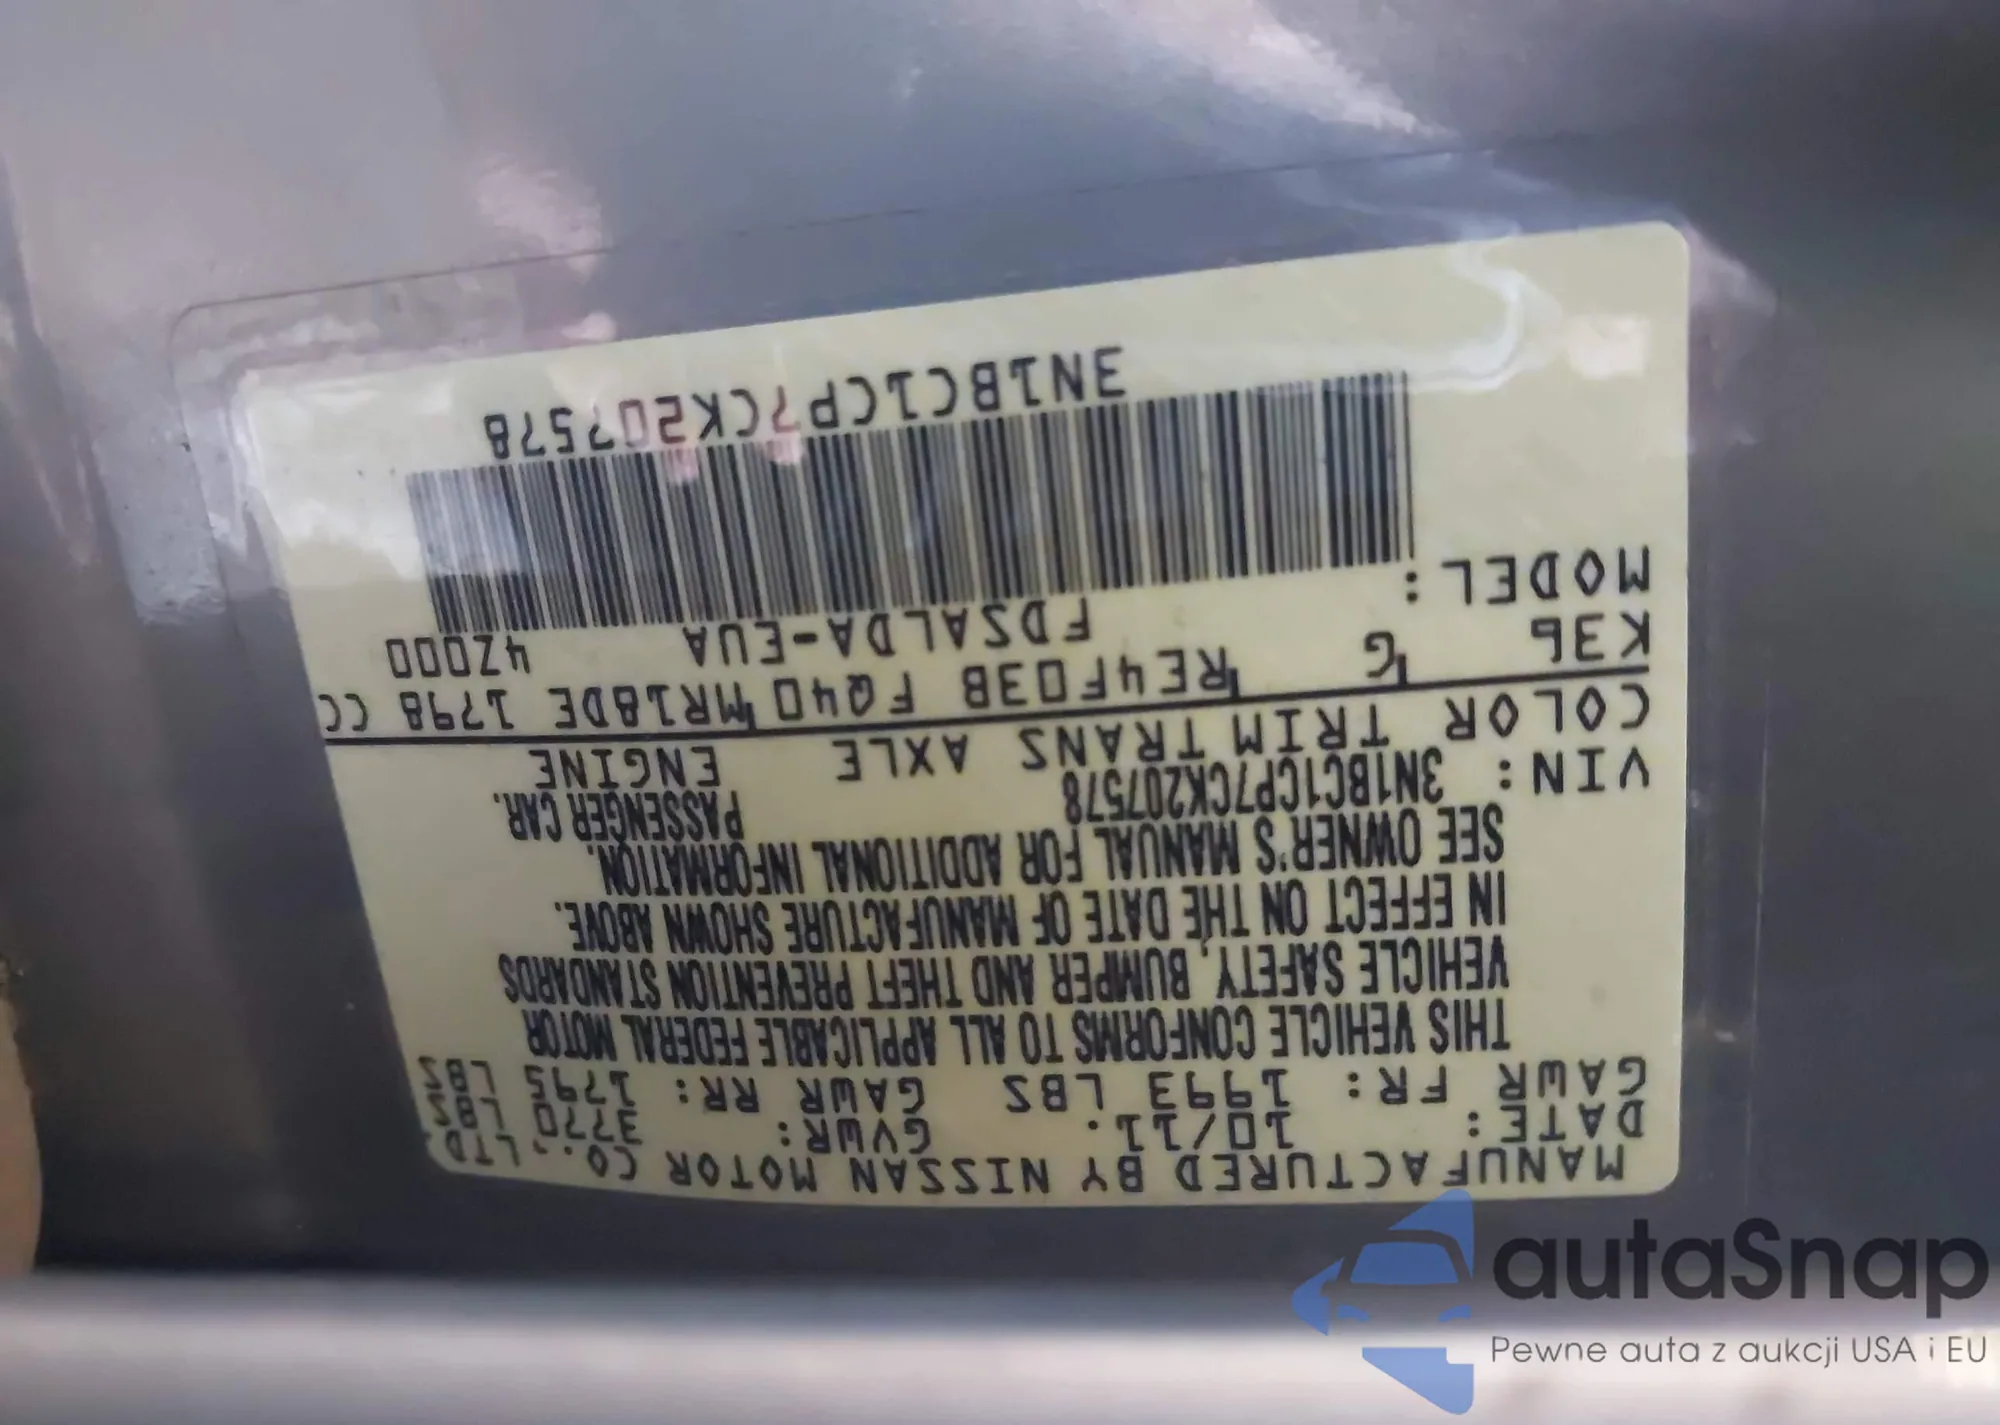 MANUFACTURED BY NISSAN MOTOR CO., LTD.
DATE: 10/11. GVWR: 3770 LBS
GAWR FR: 1993 LBS GAWR RR: 1795 LBS
THIS VEHICLE CONFORMS TO ALL APPLICABLE FEDERAL MOTOR
VEHICLE SAFETY, BUMPER AND THEFT PREVENTION STANDARDS
IN EFFECT ON THE DATE OF MANUFACTURE SHOWN ABOVE.
SEE OWNER'S MANUAL FOR ADDITIONAL INFORMATION.
VIN: 3N1BC1CP7CK207578 PASSENGER CAR.
COLOR TRIM TRANS AXLE ENGINE
K36 G RE4F03B FQ40 MR18DE 1798 CC
MODEL: FDSALDA-EUA 4Z000
3N1BC1CP7CK207578
autaSnap
Pewne auta z aukcji USA i EU